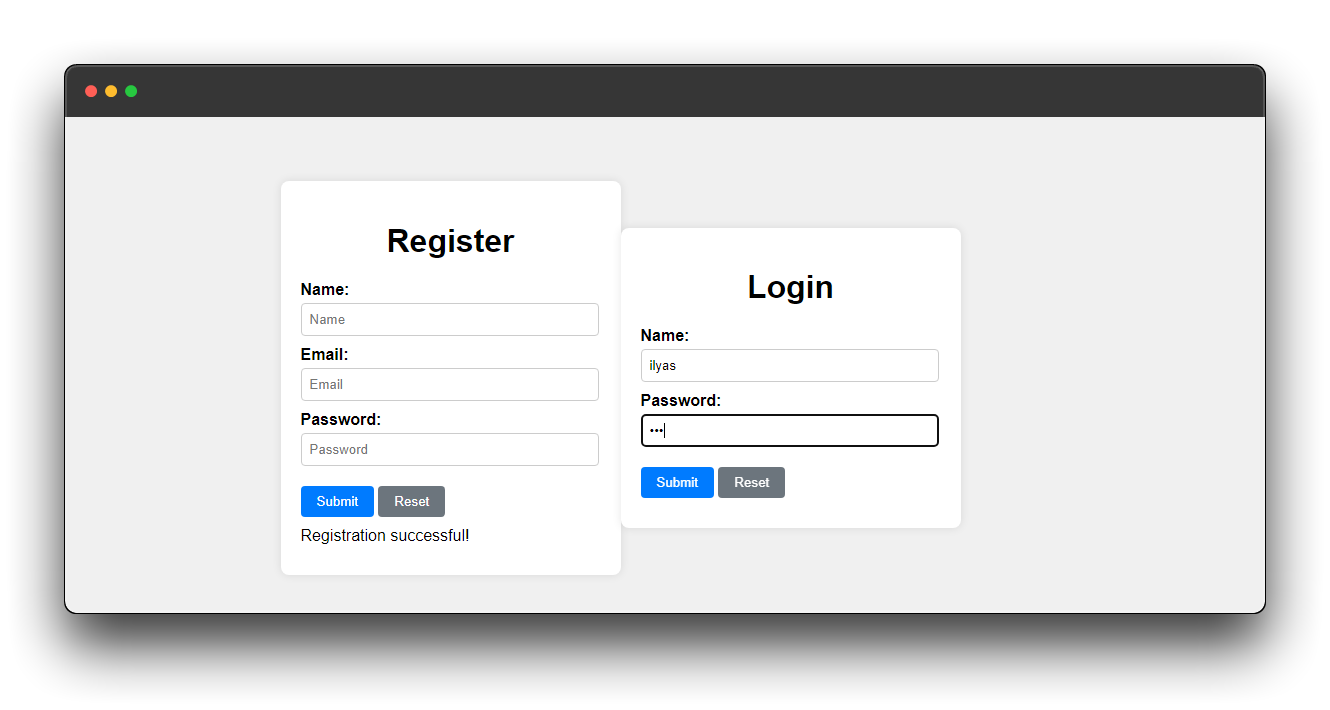 Register
Name:
Name
Email:
Email
Password:
Password
Submit Reset
Registration successful!
Login
Name:
ilyas
Password:
•••
Submit Reset